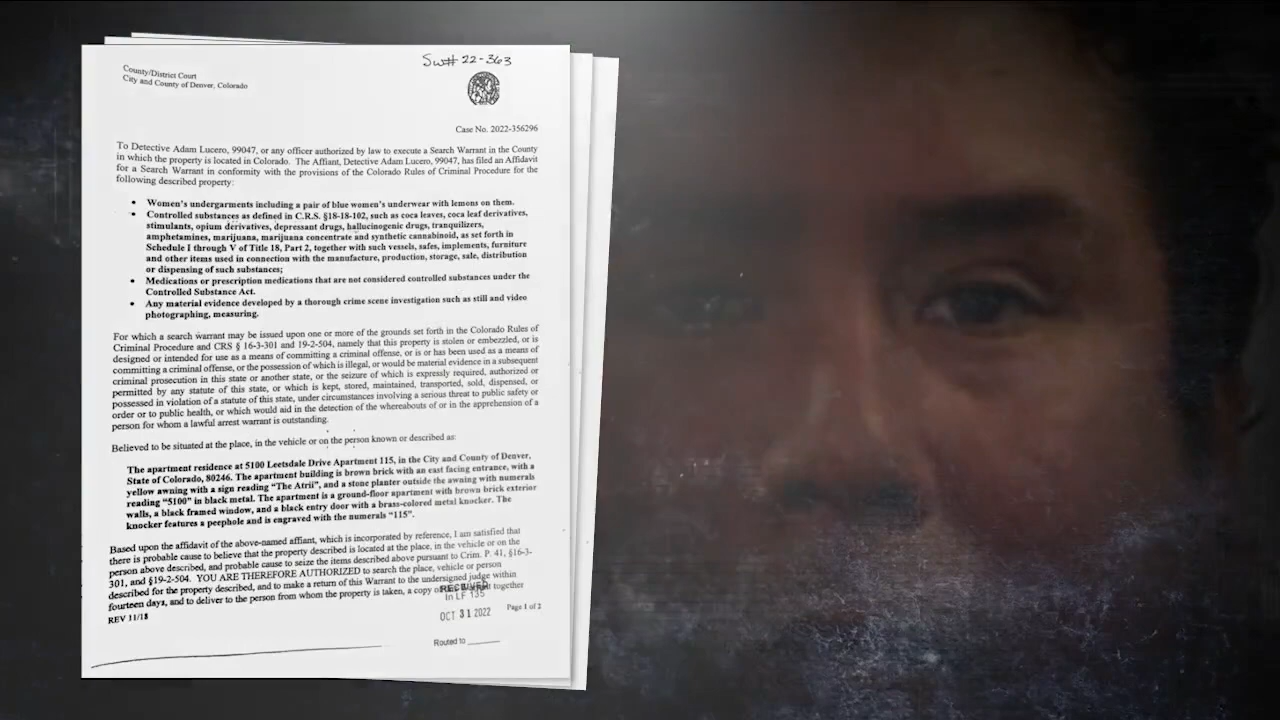 SW# 22-363
County/District Court
City and County of Denver, Colorado
Case No. 2022-356296
To Detective Adam Lucero, 99047, or any officer authorized by law to execute a Search Warrant in the County
in which the property is located in Colorado. The Affiant, Detective Adam Lucero, 99047, has filed an Affidavit
for a Search Warrant in conformity with the provisions of the Colorado Rules of Criminal Procedure for the
following described property:
• Women's undergarments including a pair of blue women's underwear with lemons on them.
• Controlled substances as defined in C.R.S. §18-18-102, such as coca leaves, coca leaf derivatives,
stimulants, opium derivatives, depressant drugs, hallucinogenic drugs, tranquilizers,
amphetamines, marijuana, marijuana concentrate and synthetic cannabinoid, as set forth in
Schedule I through V of Title 18, Part 2, together with such vessels, safes, implements, furniture
and other items used in connection with the manufacture, production, storage, sale, distribution
or dispensing of such substances;
• Medications or prescription medications that are not considered controlled substances under the
Controlled Substance Act.
• Any material evidence developed by a thorough crime scene investigation such as still and video
photographing, measuring.
For which a search warrant may be issued upon one or more of the grounds set forth in the Colorado Rules of
Criminal Procedure and CRS § 16-3-301 and 19-2-504, namely that this property is stolen or embezzled, or is
designed or intended for use as a means of committing a criminal offense, or is or has been used as a means of
committing a criminal offense, or the possession of which is illegal, or would be material evidence in a subsequent
criminal prosecution in this state or another state, or the seizure of which is expressly required, authorized or
permitted by any statute of this state, or which is kept, stored, maintained, transported, sold, dispensed, or
possessed in violation of a statute of this state, under circumstances involving a serious threat to public safety or
order or to public health, or which would aid in the detection of the whereabouts of or in the apprehension of a
person for whom a lawful arrest warrant is outstanding.
Believed to be situated at the place, in the vehicle or on the person known or described as:
The apartment residence at 5100 Leetsdale Drive Apartment 115, in the City and County of Denver,
State of Colorado, 80246. The apartment building is brown brick with an east facing entrance, with a
yellow awning with a sign reading "The Atrii", and a stone planter outside the awning with numerals
reading "5100" in black metal. The apartment is a ground-floor apartment with brown brick exterior
walls, a black framed window, and a black entry door with a brass-colored metal knocker. The
knocker features a peephole and is engraved with the numerals "115".
Based upon the affidavit of the above-named affiant, which is incorporated by reference, I am satisfied that
there is probable cause to believe that the property described is located at the place, in the vehicle or on the
person above described, and probable cause to seize the items described above pursuant to Crim. P. 41, §16-3-
301, and §19-2-504. YOU ARE THEREFORE AUTHORIZED to search the place, vehicle or person
described for the property described, and to make a return of this Warrant to the undersigned judge within
fourteen days, and to deliver to the person from whom the property is taken, a copy of together
REV 11/18
RECEIVED
In LF 135
OCT 31 2022
Page 1 of 2
Routed to